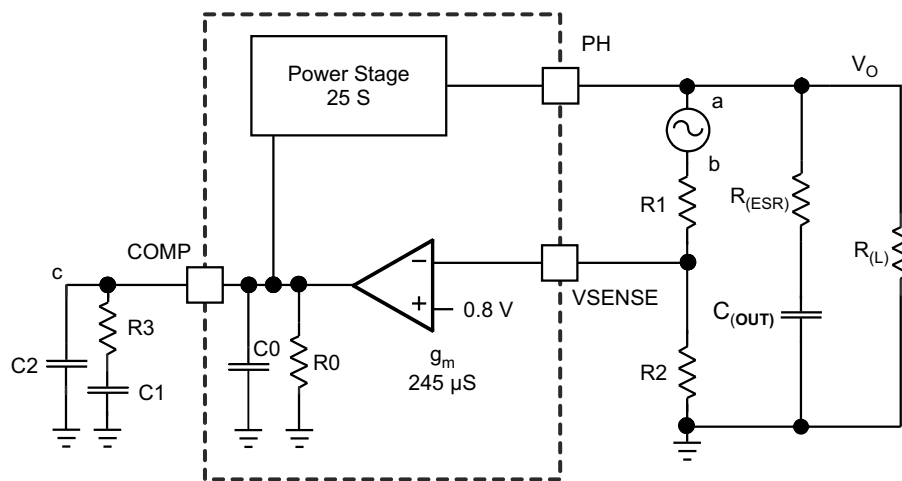 PH
Power Stage
25 S
V_O
a
b
R1
R_(ESR)
R_(L)
COMP
c
−
+
0.8 V
VSENSE
C_(OUT)
R3
C2
C1
C0
R0
g_m
245 µS
R2